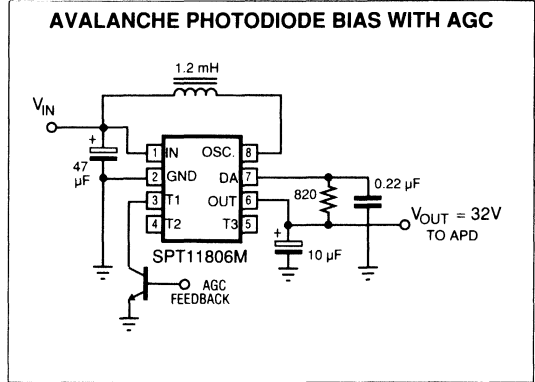 AVALANCHE PHOTODIODE BIAS WITH AGC
1.2 mH
VIN
+
47
µF
1 IN OSC. 8
2 GND DA 7
3 T1 OUT 6
4 T2 T3 5
SPT11806M
820
0.22 µF
+
10 µF
VOUT = 32V
TO APD
AGC
FEEDBACK